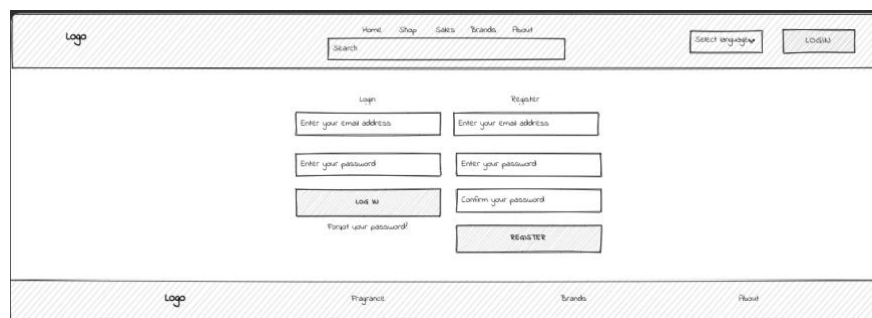 Logo
Home Shop Sales Brands About
Search
Select language
LOGIN
Login
Enter your email address
Enter your password
LOG IN
Forgot your password?
Register
Enter your email address
Enter your password
Confirm your password
REGISTER
Logo
Fragrance
Brands
About